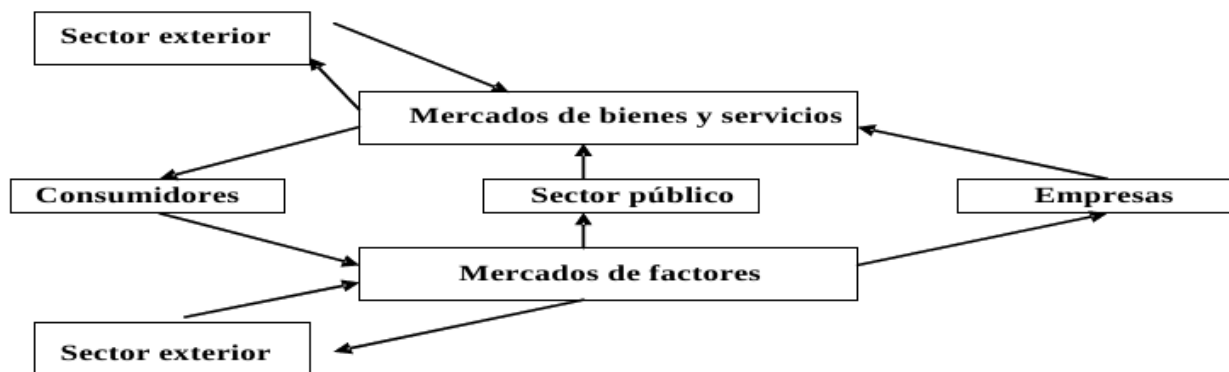 Sector exterior
Mercados de bienes y servicios
Consumidores
Sector público
Empresas
Mercados de factores
Sector exterior